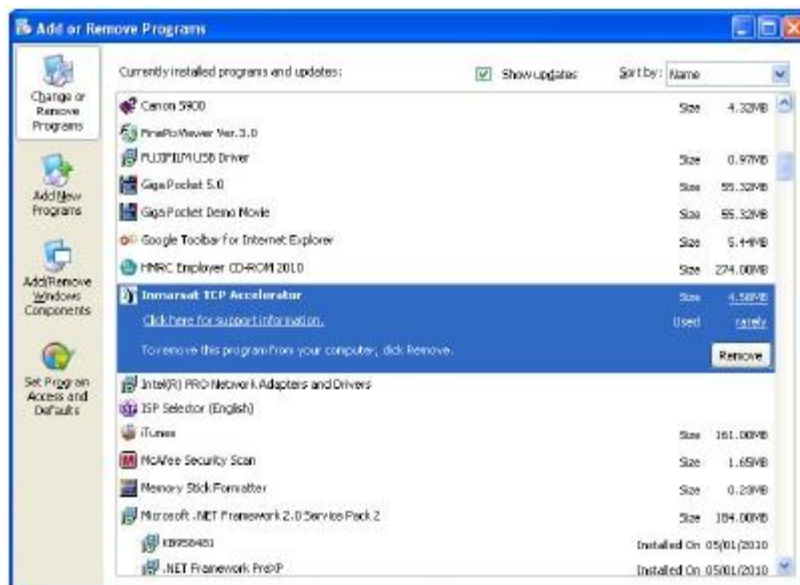 Add or Remove Programs
Change or
Remove
Programs
Add New
Programs
Add/Remove
Windows
Components
Set Program
Access and
Defaults
Currently installed programs and updates:
Show updates
Sort by: Name
Canon S900 Size 4.32MB
FinePixViewer Ver.3.0
FUJIFILM USB Driver Size 0.97MB
Giga Pocket 5.0 Size 55.32MB
Giga Pocket Demo Movie Size 55.32MB
Google Toolbar for Internet Explorer Size 5.44MB
HMRC Employer CD-ROM 2010 Size 274.00MB
Inmarsat TCP Accelerator Size 4.58MB
Click here for support information. Used rarely
To remove this program from your computer, click Remove. Remove
Intel(R) PRO Network Adapters and Drivers
ISP Selector (English)
iTunes Size 161.00MB
McAfee Security Scan Size 1.65MB
Memory Stick Formatter Size 0.23MB
Microsoft .NET Framework 2.0 Service Pack 2 Size 184.00MB
KB958481 Installed On 05/01/2010
.NET Framework PreXP Installed On 05/01/2010